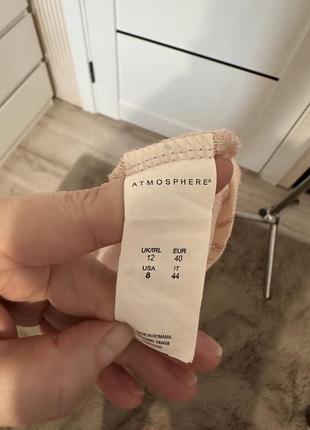 ATMOSPHERE®
UK/IRL EUR
12 40
USA IT
8 44
MADE IN ROMANIA